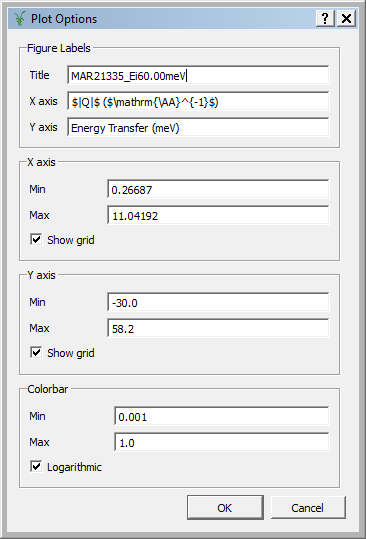 Plot Options
Figure Labels
Title MAR21335_Ei60.00meV
X axis $|Q|$ ($\mathrm{\AA}^{-1}$)
Y axis Energy Transfer (meV)
X axis
Min 0.26687
Max 11.04192
Show grid
Y axis
Min -30.0
Max 58.2
Show grid
Colorbar
Min 0.001
Max 1.0
Logarithmic
OK Cancel